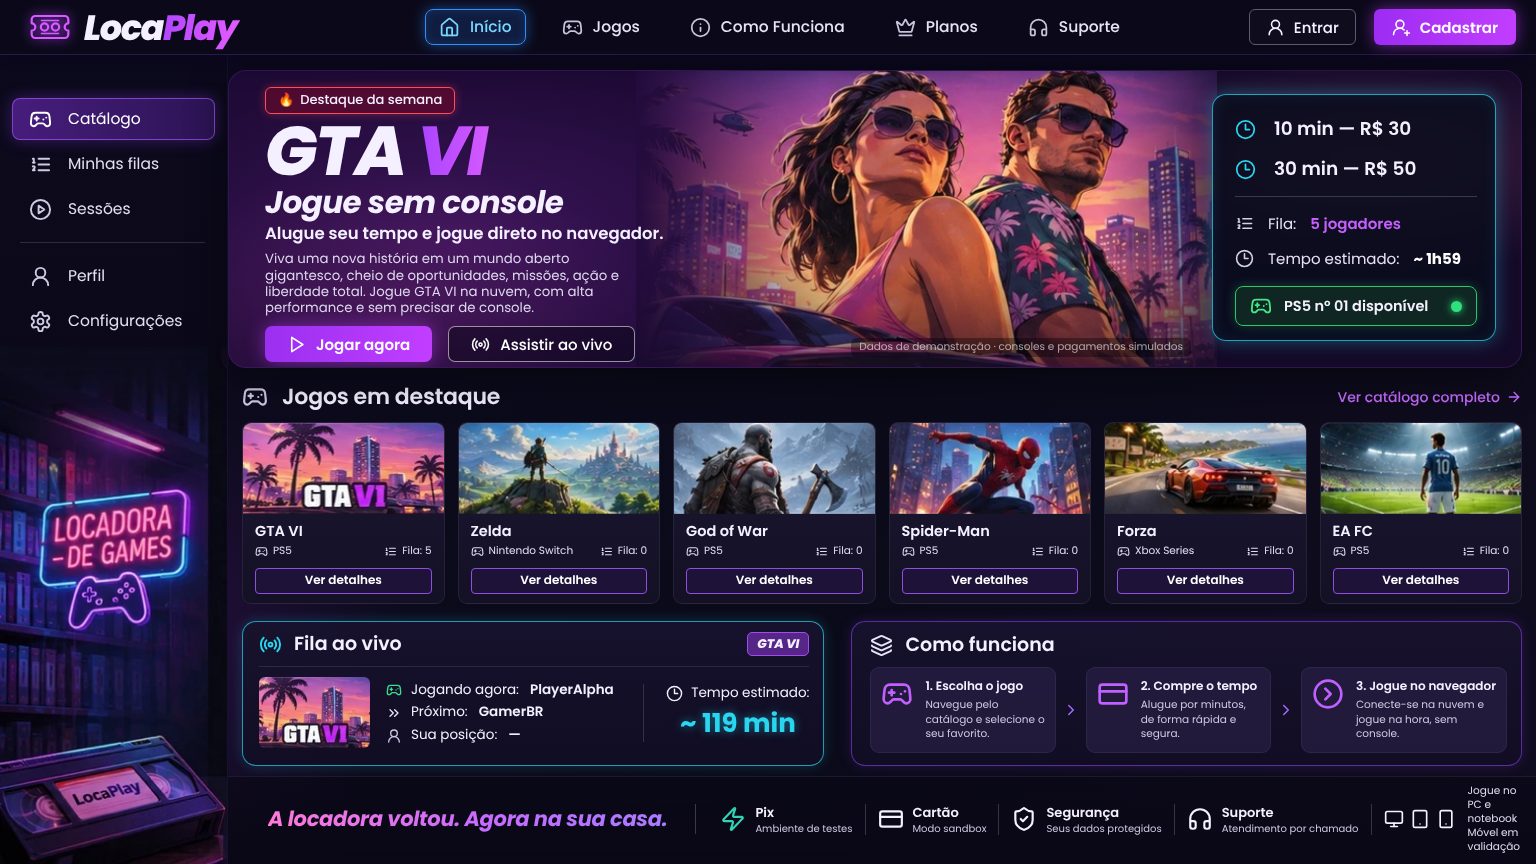 LocaPlay
Início
Jogos
Como Funciona
Planos
Suporte
Entrar
Cadastrar
Catálogo
Minhas filas
Sessões
Perfil
Configurações
LOCADORA
-DE GAMES
LocaPlay
🔥 Destaque da semana
GTA VI
Jogue sem console
Alugue seu tempo e jogue direto no navegador.
Viva uma nova história em um mundo aberto
gigantesco, cheio de oportunidades, missões, ação e
liberdade total. Jogue GTA VI na nuvem, com alta
performance e sem precisar de console.
Jogar agora
Assistir ao vivo
Dados de demonstração · consoles e pagamentos simulados
10 min — R$ 30
30 min — R$ 50
Fila: 5 jogadores
Tempo estimado: ~ 1h59
PS5 nº 01 disponível
Jogos em destaque
Ver catálogo completo →
GTA VI
GTA VI
PS5 Fila: 5
Ver detalhes
Zelda
Nintendo Switch Fila: 0
Ver detalhes
God of War
PS5 Fila: 0
Ver detalhes
Spider-Man
PS5 Fila: 0
Ver detalhes
Forza
Xbox Series Fila: 0
Ver detalhes
10
EA FC
PS5 Fila: 0
Ver detalhes
Fila ao vivo
GTA VI
GTA VI
Jogando agora: PlayerAlpha
Próximo: GamerBR
Sua posição: —
Tempo estimado:
~ 119 min
Como funciona
1. Escolha o jogo
Navegue pelo
catálogo e selecione o
seu favorito.
2. Compre o tempo
Alugue por minutos,
de forma rápida e
segura.
3. Jogue no navegador
Conecte-se na nuvem e
jogue na hora, sem
console.
A locadora voltou. Agora na sua casa.
Pix
Ambiente de testes
Cartão
Modo sandbox
Segurança
Seus dados protegidos
Suporte
Atendimento por chamado
Jogue no
PC e
notebook
Móvel em
validação